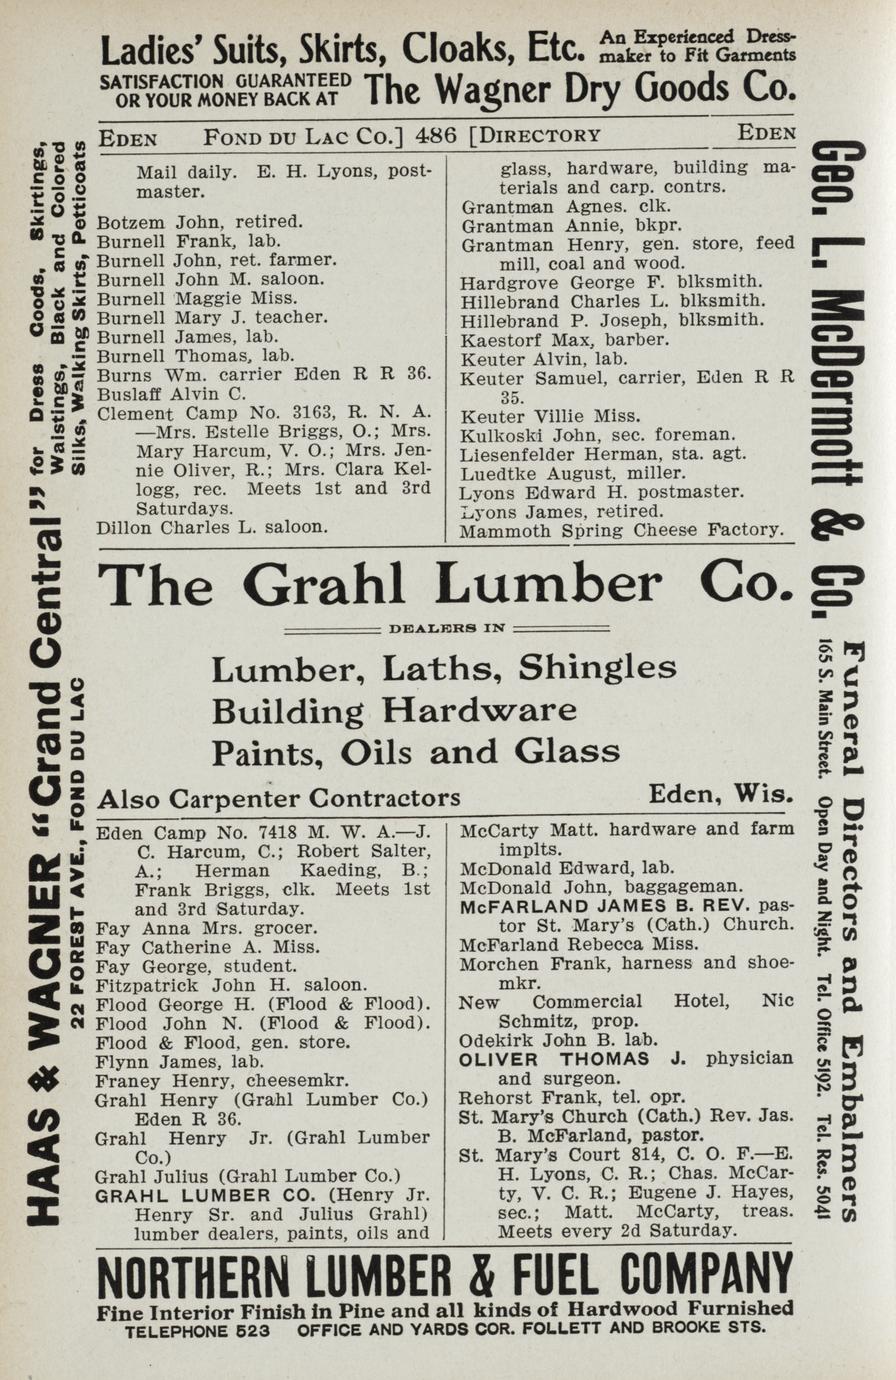 Ladies' Suits, Skirts, Cloaks, Etc. An Experienced Dress-
maker to Fit Garments
SATISFACTION GUARANTEED
OR YOUR MONEY BACK AT The Wagner Dry Goods Co.
EDEN FOND DU LAC CO.] 486 [DIRECTORY EDEN
Mail daily. E. H. Lyons, post-
master.
Botzem John, retired.
Burnell Frank, lab.
Burnell John, ret. farmer.
Burnell John M. saloon.
Burnell Maggie Miss.
Burnell Mary J. teacher.
Burnell James, lab.
Burnell Thomas, lab.
Burns Wm. carrier Eden R R 36.
Buslaff Alvin C.
Clement Camp No. 3163, R. N. A.
—Mrs. Estelle Briggs, O.; Mrs.
Mary Harcum, V. O.; Mrs. Jen-
nie Oliver, R.; Mrs. Clara Kel-
logg, rec. Meets 1st and 3rd
Saturdays.
Dillon Charles L. saloon.
glass, hardware, building ma-
terials and carp. contrs.
Grantman Agnes. clk.
Grantman Annie, bkpr.
Grantman Henry, gen. store, feed
mill, coal and wood.
Hardgrove George F. blksmith.
Hillebrand Charles L. blksmith.
Hillebrand P. Joseph, blksmith.
Kaestorf Max, barber.
Keuter Alvin, lab.
Keuter Samuel, carrier, Eden R R
35.
Keuter Villie Miss.
Kulkoski John, sec. foreman.
Liesenfelder Herman, sta. agt.
Luedtke August, miller.
Lyons Edward H. postmaster.
Lyons James, retired.
Mammoth Spring Cheese Factory.
The Grahl Lumber Co.
DEALERS IN
Lumber, Laths, Shingles
Building Hardware
Paints, Oils and Glass
Also Carpenter Contractors Eden, Wis.
Eden Camp No. 7418 M. W. A.—J.
C. Harcum, C.; Robert Salter,
A.; Herman Kaeding, B.;
Frank Briggs, clk. Meets 1st
and 3rd Saturday.
Fay Anna Mrs. grocer.
Fay Catherine A. Miss.
Fay George, student.
Fitzpatrick John H. saloon.
Flood George H. (Flood & Flood).
Flood John N. (Flood & Flood).
Flood & Flood, gen. store.
Flynn James, lab.
Franey Henry, cheesemkr.
Grahl Henry (Grahl Lumber Co.)
Eden R 36.
Grahl Henry Jr. (Grahl Lumber
Co.)
Grahl Julius (Grahl Lumber Co.)
GRAHL LUMBER CO. (Henry Jr.
Henry Sr. and Julius Grahl)
lumber dealers, paints, oils and
McCarty Matt. hardware and farm
implts.
McDonald Edward, lab.
McDonald John, baggageman.
McFARLAND JAMES B. REV. pas-
tor St. Mary's (Cath.) Church.
McFarland Rebecca Miss.
Morchen Frank, harness and shoe-
mkr.
New Commercial Hotel, Nic
Schmitz, prop.
Odekirk John B. lab.
OLIVER THOMAS J. physician
and surgeon.
Rehorst Frank, tel. opr.
St. Mary's Church (Cath.) Rev. Jas.
B. McFarland, pastor.
St. Mary's Court 814, C. O. F.—E.
H. Lyons, C. R.; Chas. McCar-
ty, V. C. R.; Eugene J. Hayes,
sec.; Matt. McCarty, treas.
Meets every 2d Saturday.
NORTHERN LUMBER & FUEL COMPANY
Fine Interior Finish in Pine and all kinds of Hardwood Furnished
TELEPHONE 523 OFFICE AND YARDS COR. FOLLETT AND BROOKE STS.
HAAS & WAGNER "Grand Central" for Dress Goods, Skirtings,
Waistings, Black and Colored
Silks, Walking Skirts, Petticoats
22 FOREST AVE., FOND DU LAC
Geo. L. McDermott & Co.
Funeral Directors and Embalmers
165 S. Main Street. Open Day and Night. Tel. Office 5192. Tel. Res. 5041